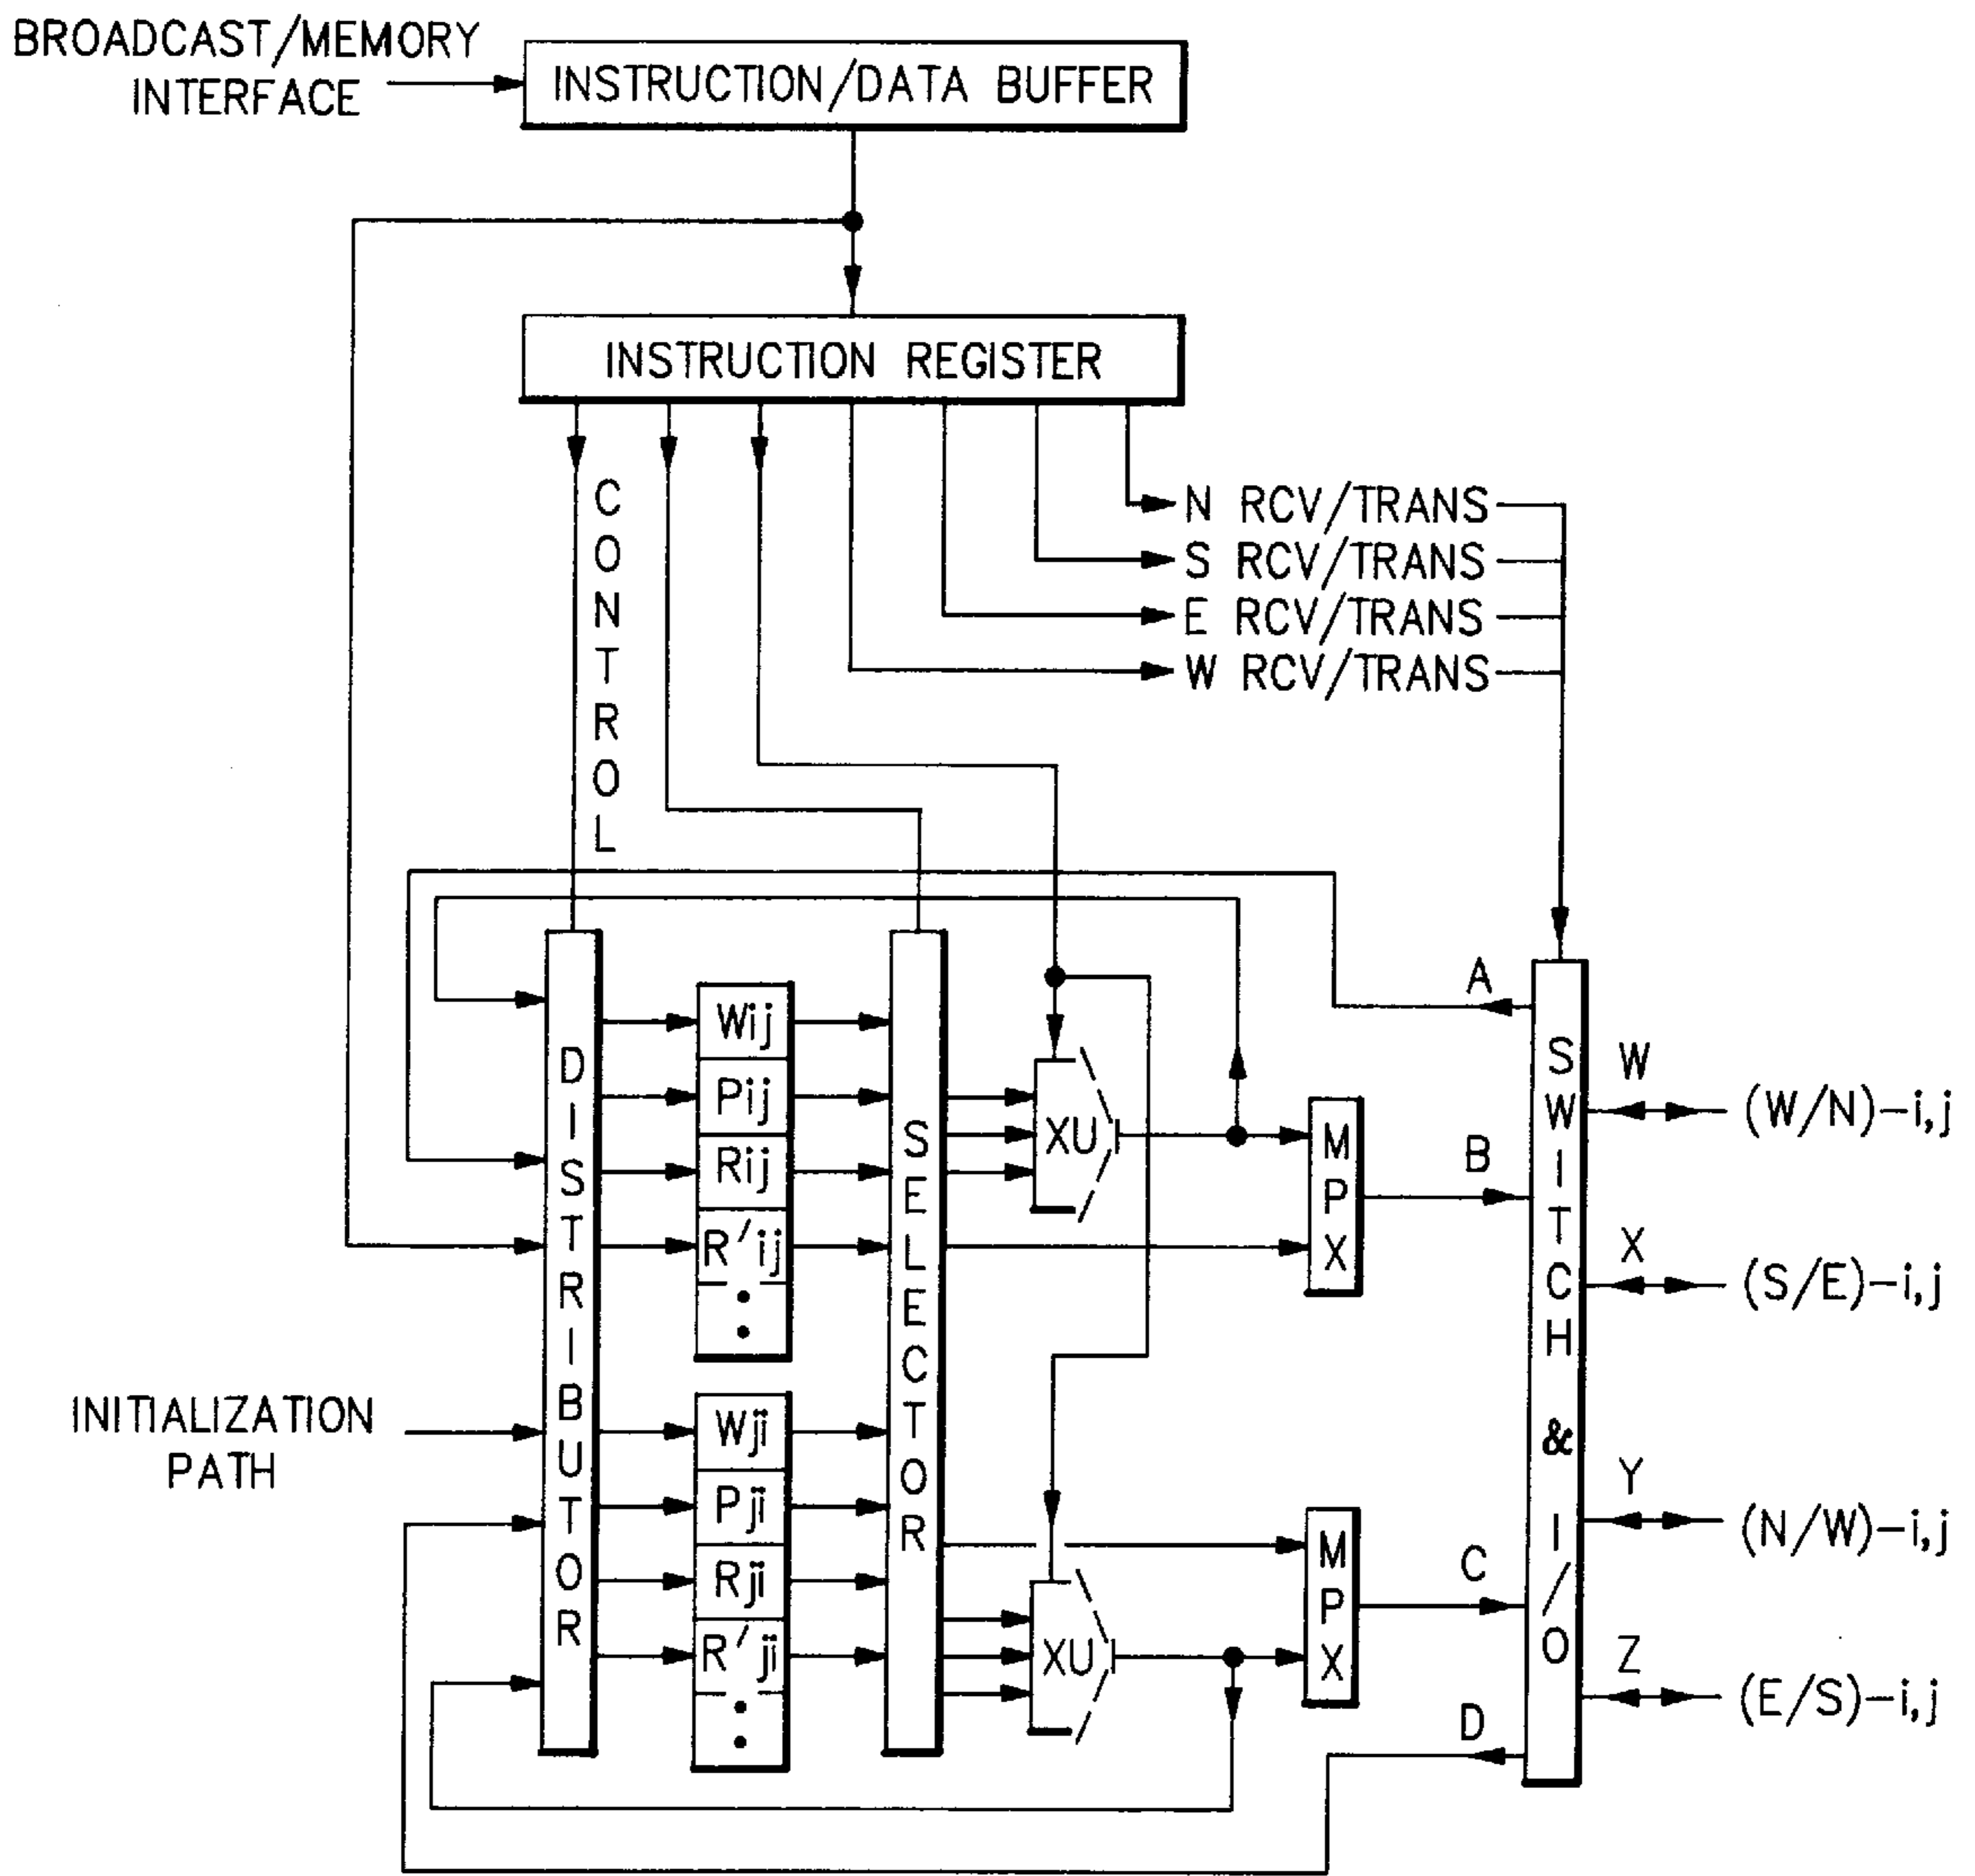 BROADCAST/MEMORY
INTERFACE
INSTRUCTION/DATA BUFFER
INSTRUCTION REGISTER
CONTROL
N RCV/TRANS
S RCV/TRANS
E RCV/TRANS
W RCV/TRANS
DISTRIBUTOR
Wij
Pij
Rij
R'ij
SELECTOR
XU
MPX
A
B
SWITCH & I/O
W
(W/N)-i,j
X
(S/E)-i,j
INITIALIZATION
PATH
Wji
Pji
Rji
R'ji
XU
MPX
C
D
Y
(N/W)-i,j
Z
(E/S)-i,j